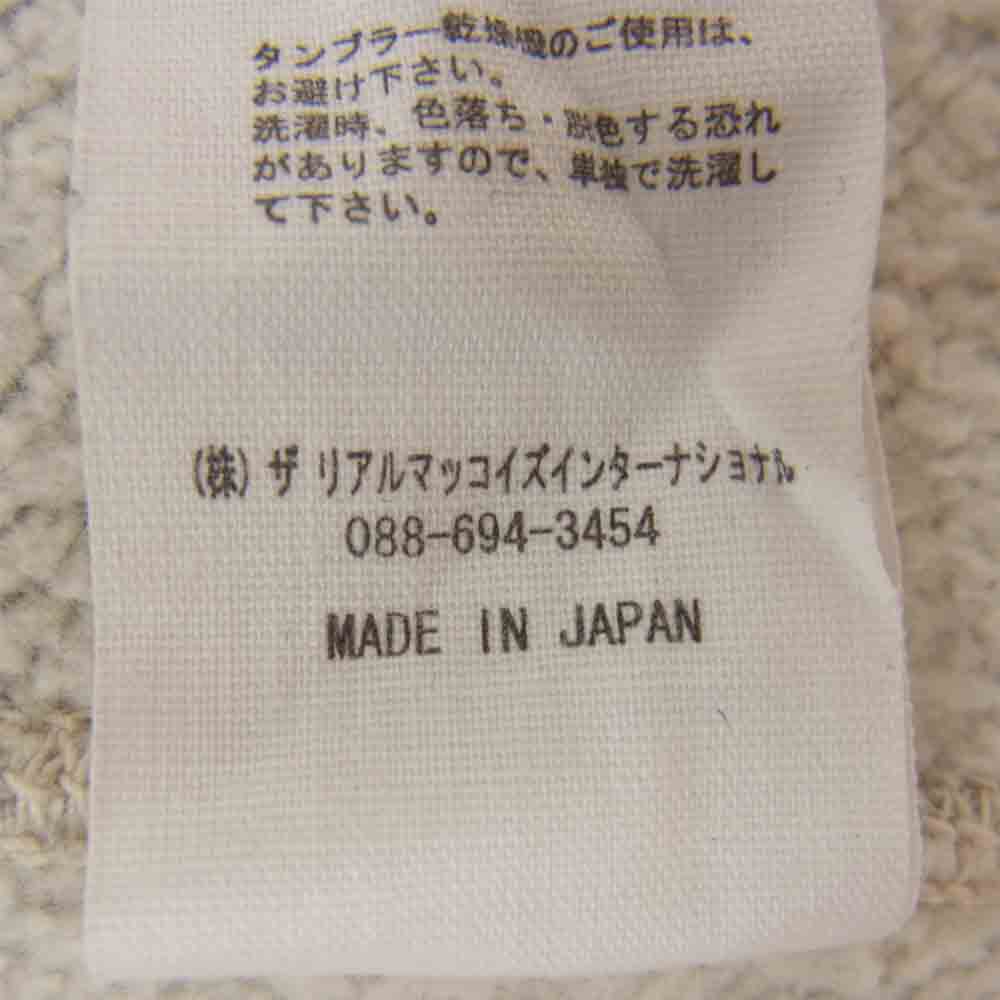 タンブラー乾燥機のご使用は、
お避け下さい。
洗濯時、色落ち・脱色する恐れ
がありますので、単独で洗濯し
て下さい。
(株) ザ リアルマッコイズインターナショナル
088-694-3454
MADE IN JAPAN